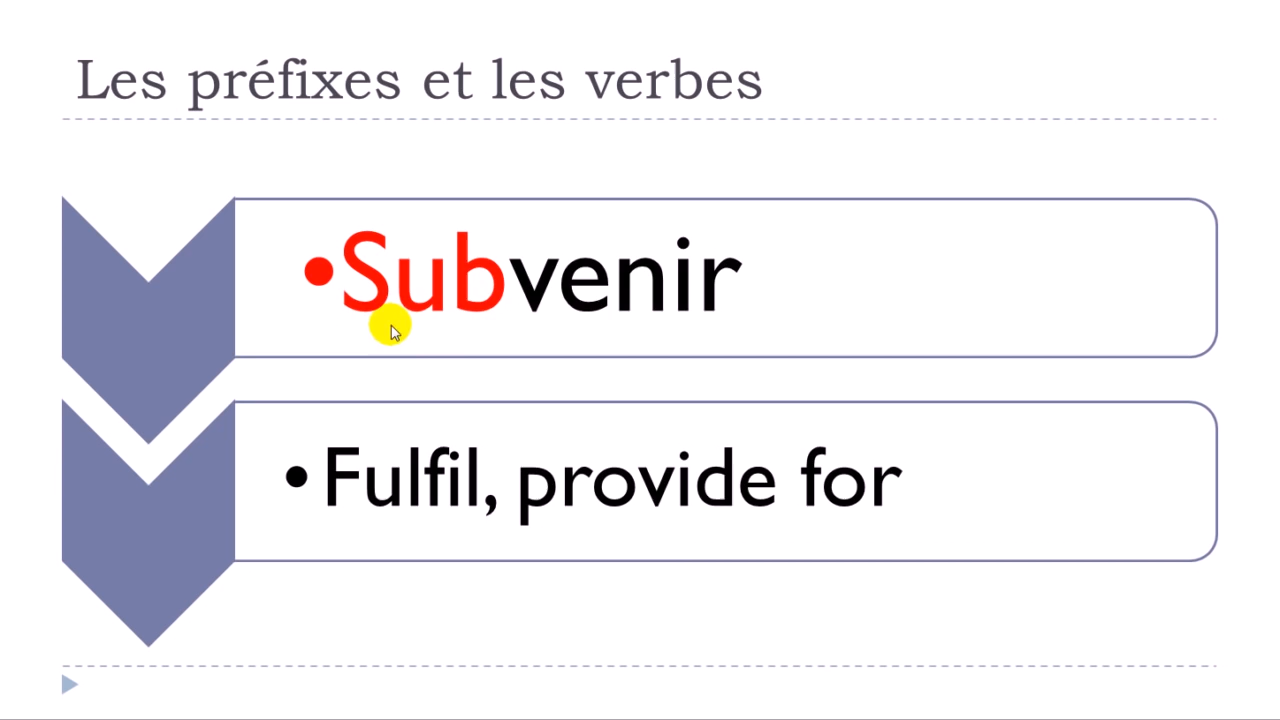 Les préfixes et les verbes
•Subvenir
•Fulfil, provide for